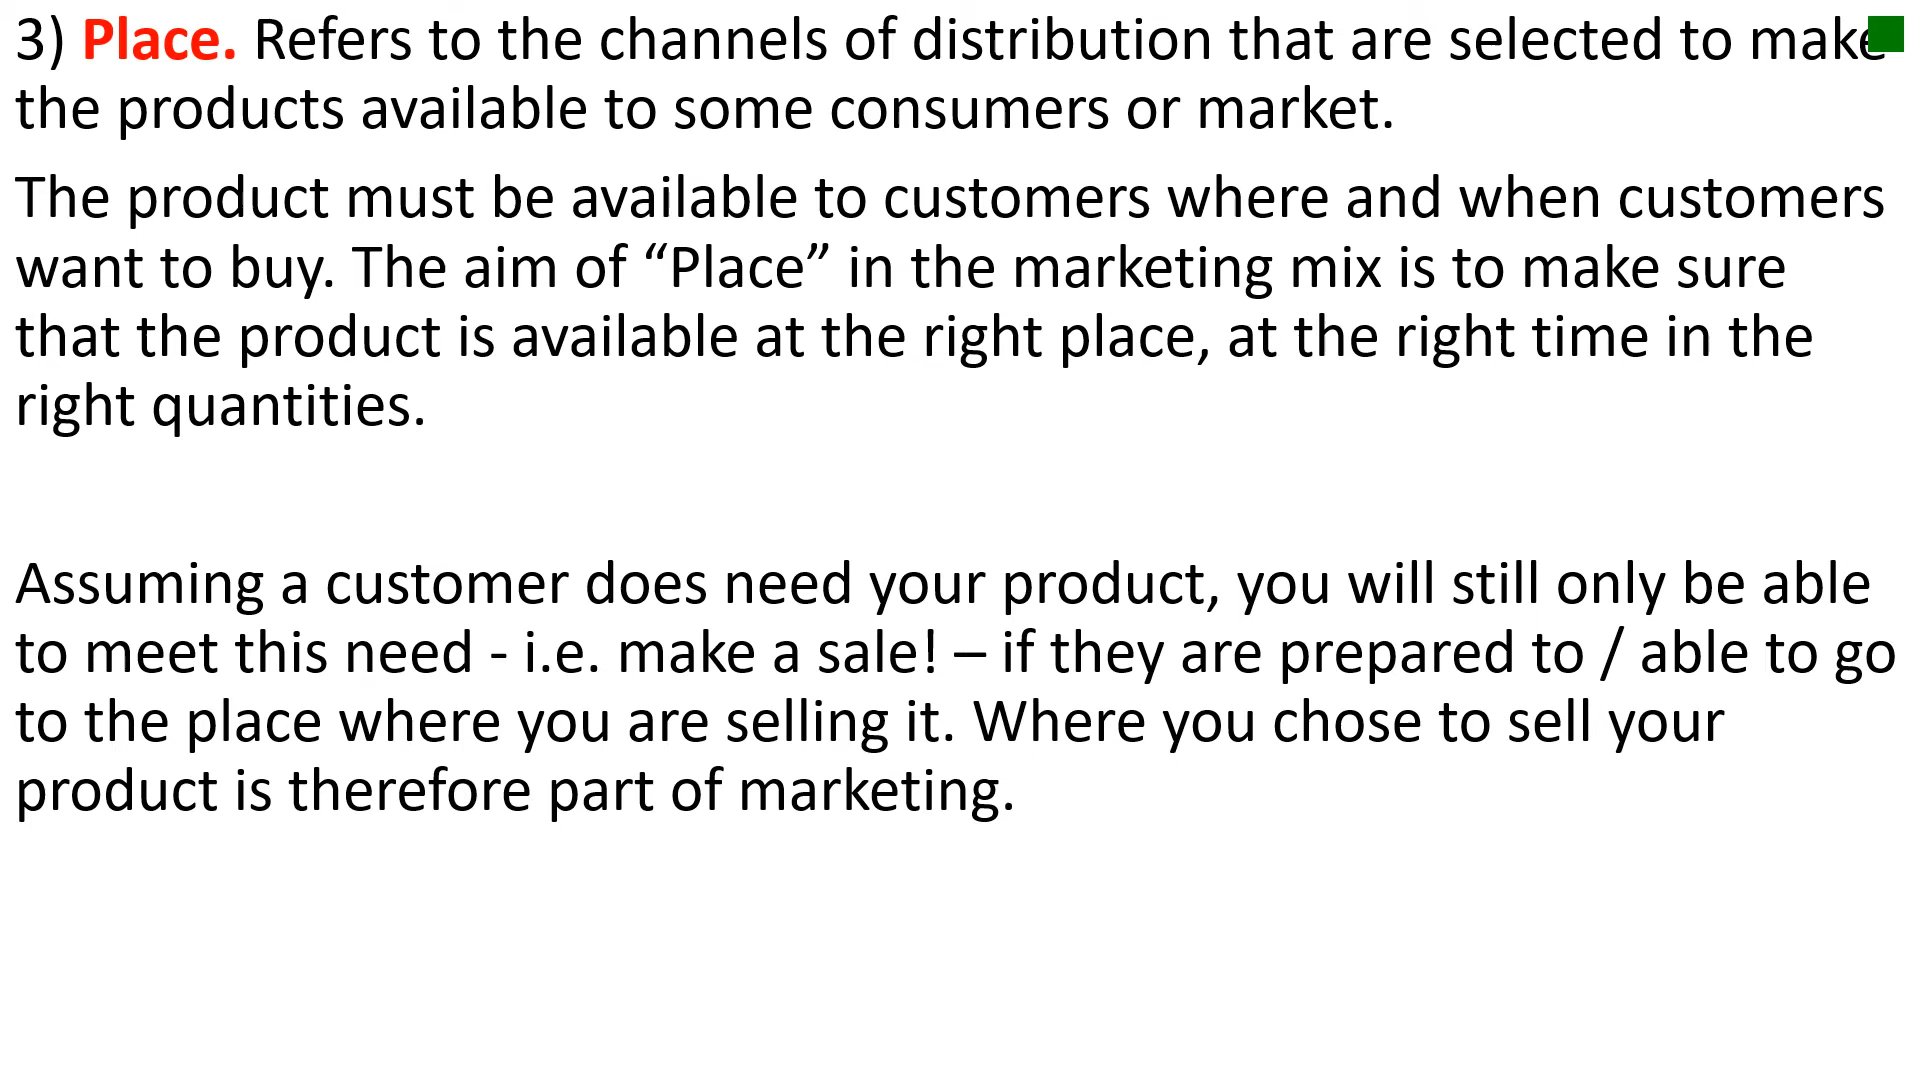 3) Place. Refers to the channels of distribution that are selected to make
the products available to some consumers or market.
The product must be available to customers where and when customers
want to buy. The aim of “Place” in the marketing mix is to make sure
that the product is available at the right place, at the right time in the
right quantities.
Assuming a customer does need your product, you will still only be able
to meet this need - i.e. make a sale! – if they are prepared to / able to go
to the place where you are selling it. Where you chose to sell your
product is therefore part of marketing.